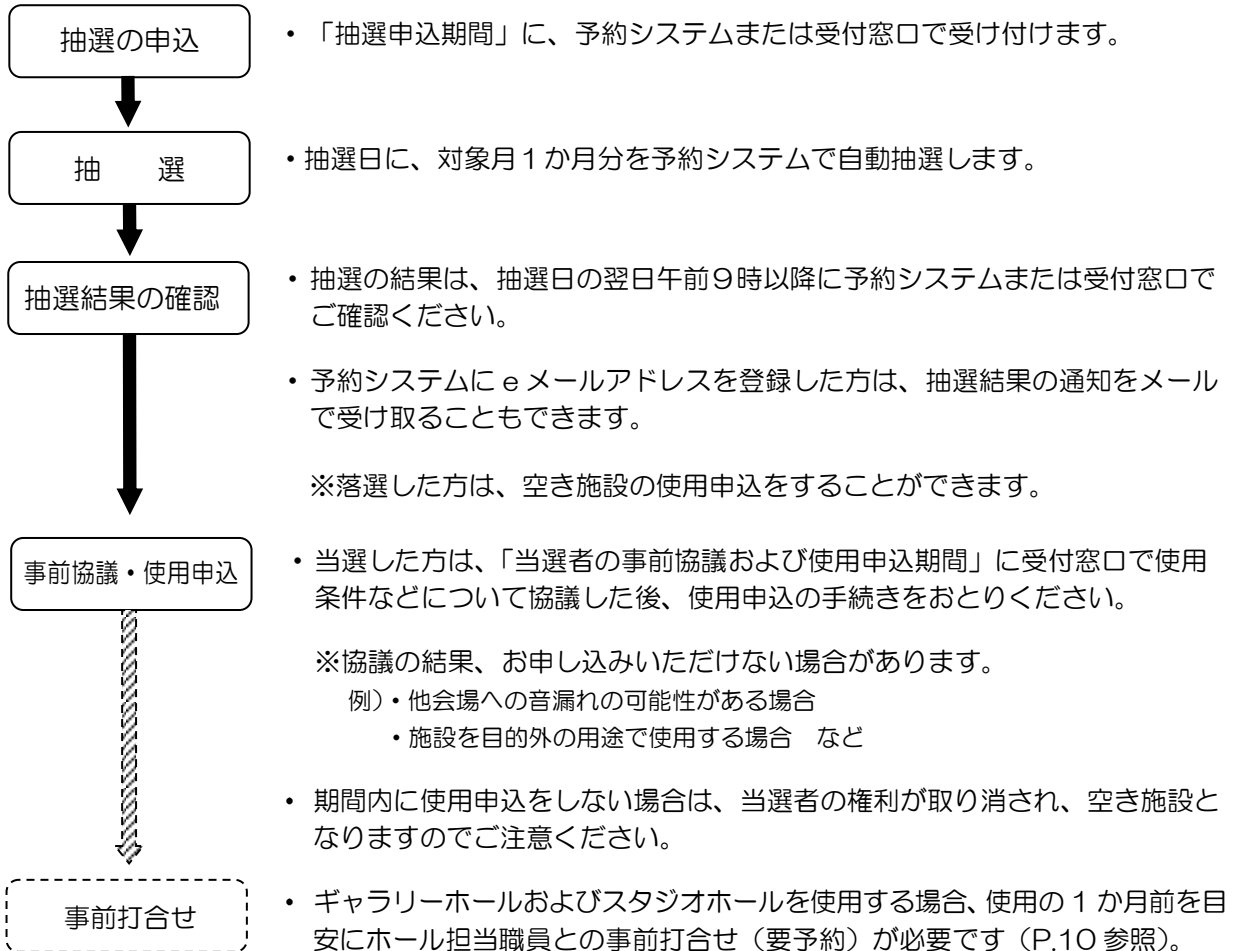 抽選の申込
・「抽選申込期間」に、予約システムまたは受付窓口で受け付けます。
抽　　選
・抽選日に、対象月１か月分を予約システムで自動抽選します。
抽選結果の確認
・抽選の結果は、抽選日の翌日午前９時以降に予約システムまたは受付窓口で
ご確認ください。
・予約システムにｅメールアドレスを登録した方は、抽選結果の通知をメール
で受け取ることもできます。
※落選した方は、空き施設の使用申込をすることができます。
事前協議・使用申込
・当選した方は、「当選者の事前協議および使用申込期間」に受付窓口で使用
条件などについて協議した後、使用申込の手続きをおとりください。
※協議の結果、お申し込みいただけない場合があります。
例）・他会場への音漏れの可能性がある場合
・施設を目的外の用途で使用する場合　など
・期間内に使用申込をしない場合は、当選者の権利が取り消され、空き施設と
なりますのでご注意ください。
事前打合せ
・ギャラリーホールおよびスタジオホールを使用する場合、使用の１か月前を目
安にホール担当職員との事前打合せ（要予約）が必要です（P.10 参照）。